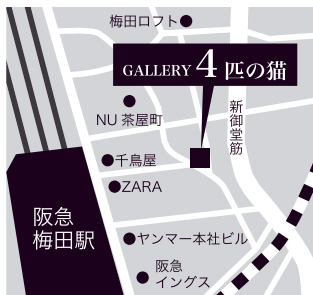 梅田ロフト●
GALLERY 4 匹の猫
●
NU 茶屋町
新御堂筋
●千鳥屋
●ZARA
阪急
梅田駅
●ヤンマー本社ビル
●阪急
イングス